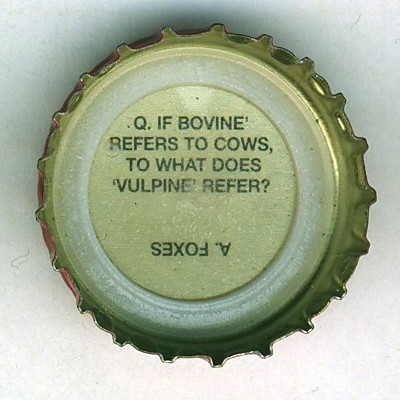 Q. IF BOVINE'
REFERS TO COWS,
TO WHAT DOES
'VULPINE' REFER?
A. FOXES